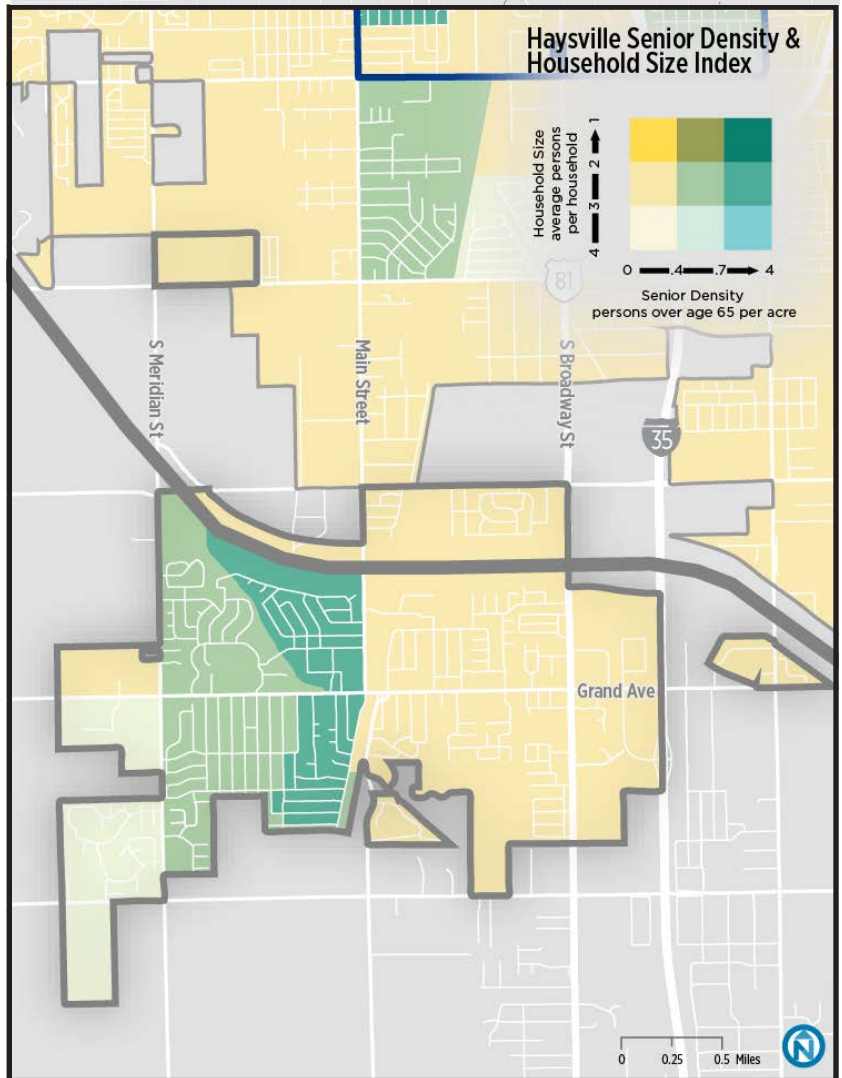 Haysville Senior Density &
Household Size Index
Household Size
average persons
per household
4 3 2 1
0 .4 .7 4
Senior Density
persons over age 65 per acre
81
S Meridian St
Main Street
S Broadway St
35
Grand Ave
0 0.25 0.5 Miles
N